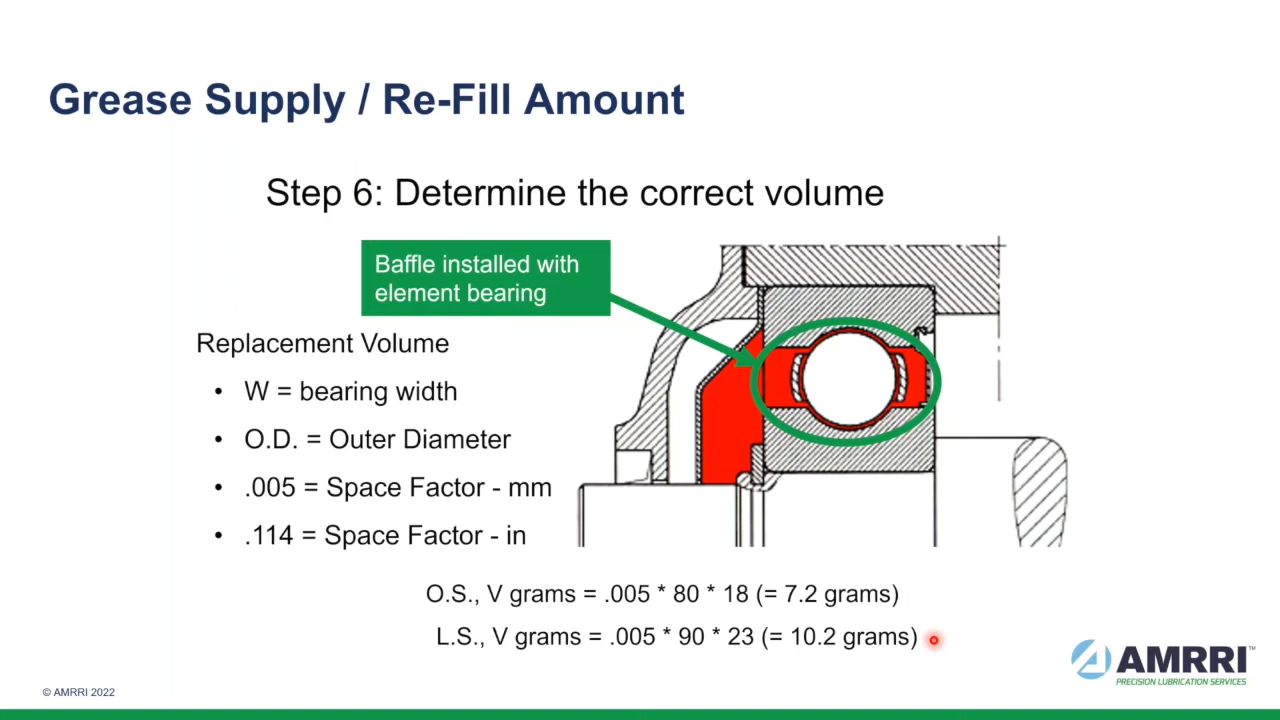 Grease Supply / Re-Fill Amount
Step 6: Determine the correct volume
Baffle installed with
element bearing
Replacement Volume
• W = bearing width
• O.D. = Outer Diameter
• .005 = Space Factor - mm
• .114 = Space Factor - in
O.S., V grams = .005 * 80 * 18 (= 7.2 grams)
L.S., V grams = .005 * 90 * 23 (= 10.2 grams)
AMRRI™
PRECISION LUBRICATION SERVICES
© AMRRI 2022